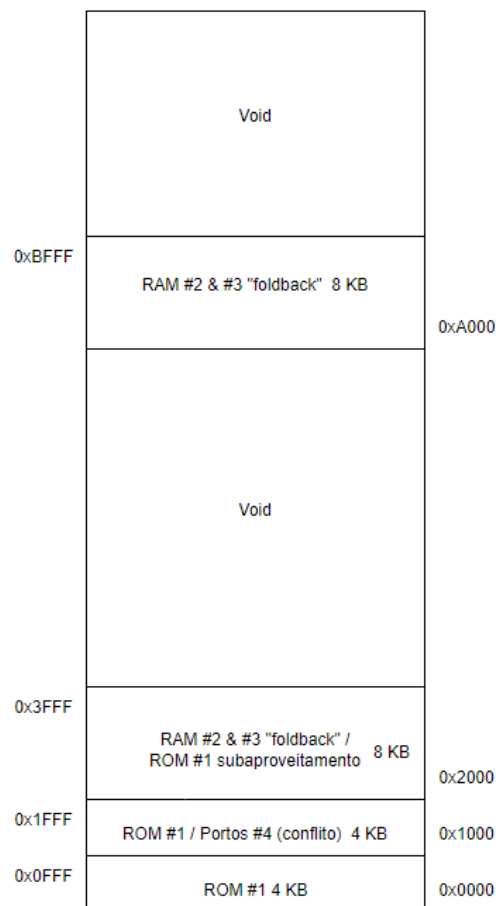 Void
0xBFFF
RAM #2 & #3 "foldback" 8 KB
0xA000
Void
0x3FFF
RAM #2 & #3 "foldback" /
ROM #1 subaproveitamento 8 KB
0x2000
0x1FFF
ROM #1 / Portos #4 (conflito) 4 KB
0x1000
0x0FFF
ROM #1 4 KB
0x0000